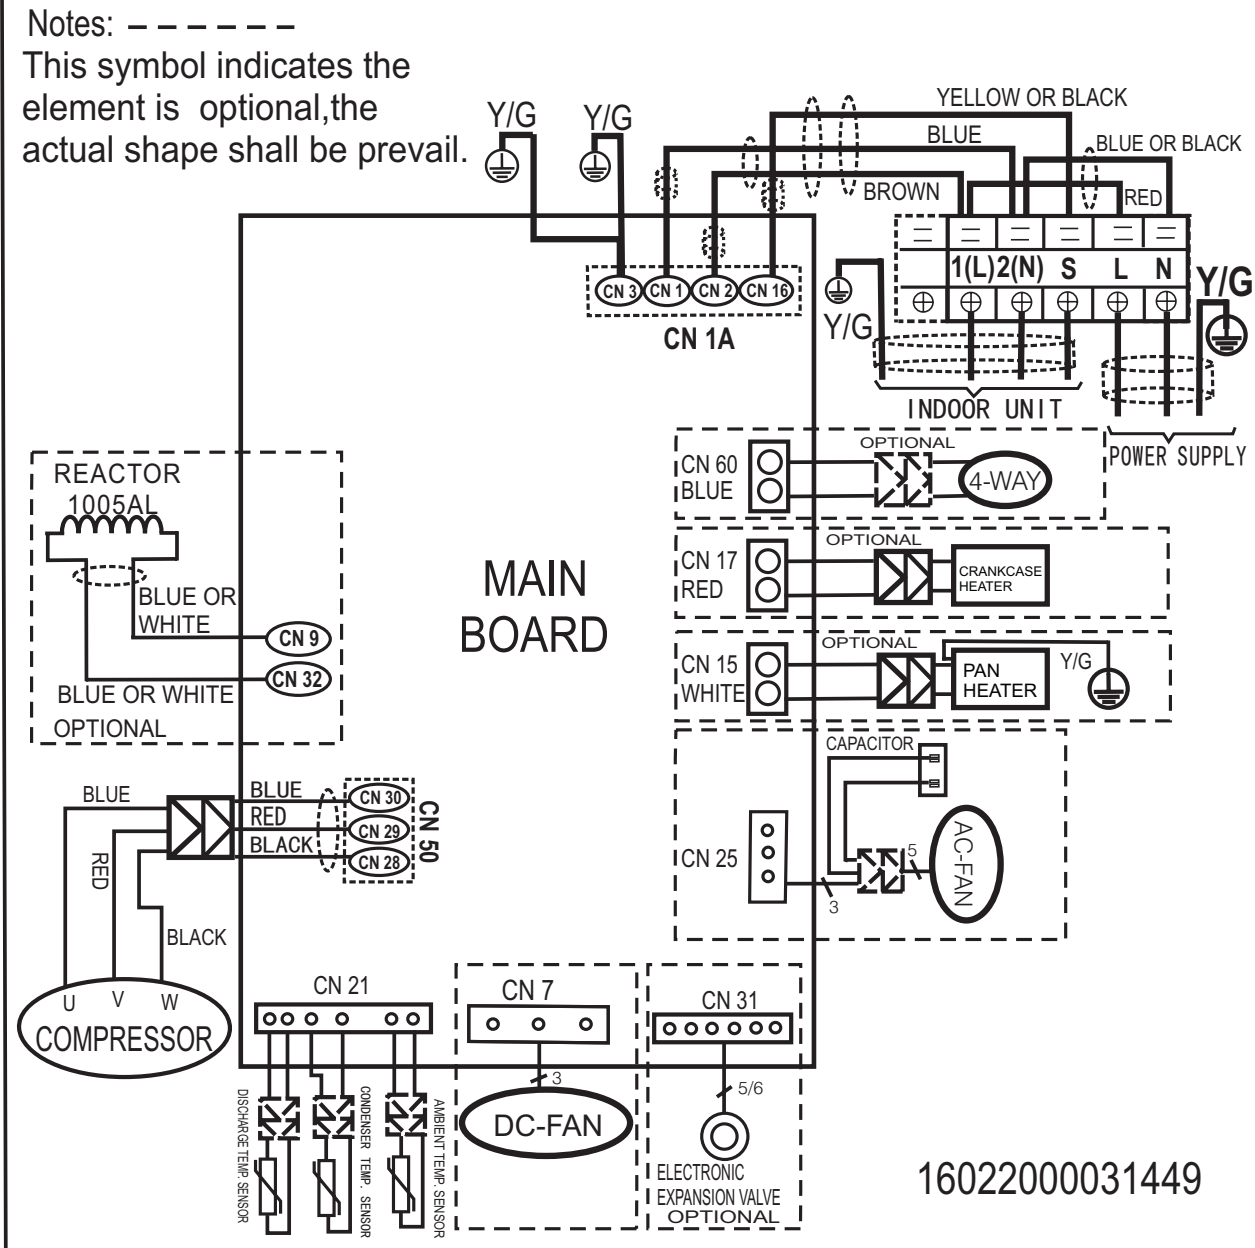 Notes: – – – – – –
This symbol indicates the
element is optional,the
actual shape shall be prevail.
Y/G
Y/G
YELLOW OR BLACK
BLUE
BLUE OR BLACK
BROWN
RED
1(L) 2(N) S L N
Y/G
Y/G
CN 3 CN 1 CN 2 CN 16
CN 1A
INDOOR UNIT
POWER SUPPLY
REACTOR
1005AL
BLUE OR
WHITE
CN 9
CN 32
BLUE OR WHITE
OPTIONAL
MAIN
BOARD
CN 60
BLUE
OPTIONAL
4-WAY
CN 17
RED
OPTIONAL
CRANKCASE
HEATER
CN 15
WHITE
OPTIONAL
PAN
HEATER
Y/G
CAPACITOR
CN 25
3
5
AC-FAN
BLUE
RED
BLACK
BLUE
RED
BLACK
CN 30
CN 29
CN 28
CN 50
U V W
COMPRESSOR
CN 21
DISCHARGE TEMP. SENSOR
CONDENSER TEMP. SENSOR
AMBIENT TEMP. SENSOR
CN 7
3
DC-FAN
CN 31
5/6
ELECTRONIC
EXPANSION VALVE
OPTIONAL
16022000031449